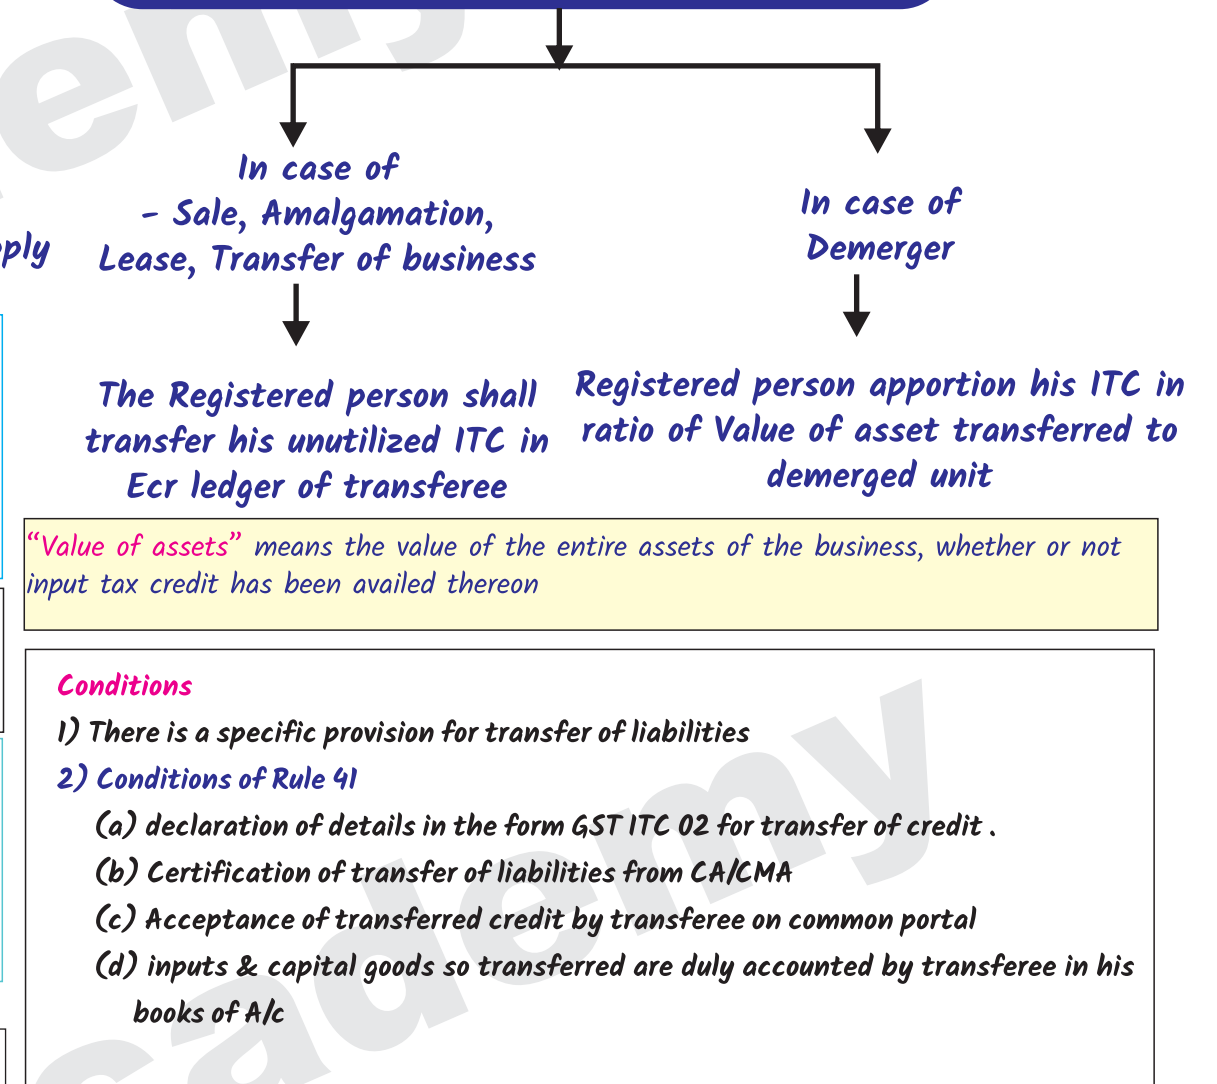 In case of
- Sale, Amalgamation,
Lease, Transfer of business
In case of
Demerger
The Registered person shall
transfer his unutilized ITC in
Ecr ledger of transferee
Registered person apportion his ITC in
ratio of Value of asset transferred to
demerged unit
“Value of assets” means the value of the entire assets of the business, whether or not
input tax credit has been availed thereon
Conditions
1) There is a specific provision for transfer of liabilities
2) Conditions of Rule 41
(a) declaration of details in the form GST ITC 02 for transfer of credit .
(b) Certification of transfer of liabilities from CA/CMA
(c) Acceptance of transferred credit by transferee on common portal
(d) inputs & capital goods so transferred are duly accounted by transferee in his
books of A/c